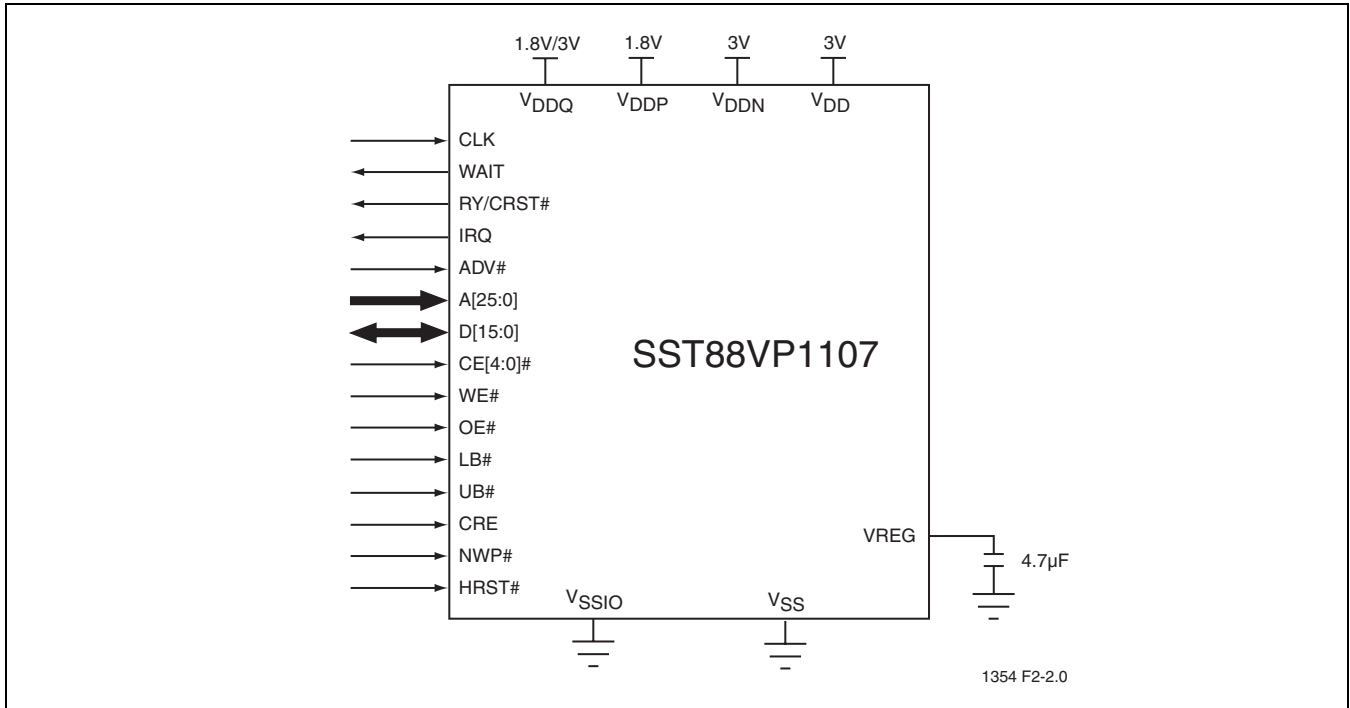 1.8V/3V 1.8V 3V 3V
VDDQ VDDP VDDN VDD
CLK
WAIT
RY/CRST#
IRQ
ADV#
A[25:0]
D[15:0]
SST88VP1107
CE[4:0]#
WE#
OE#
LB#
UB#
CRE
VREG
NWP#
4.7µF
HRST#
VSSIO VSS
1354 F2-2.0